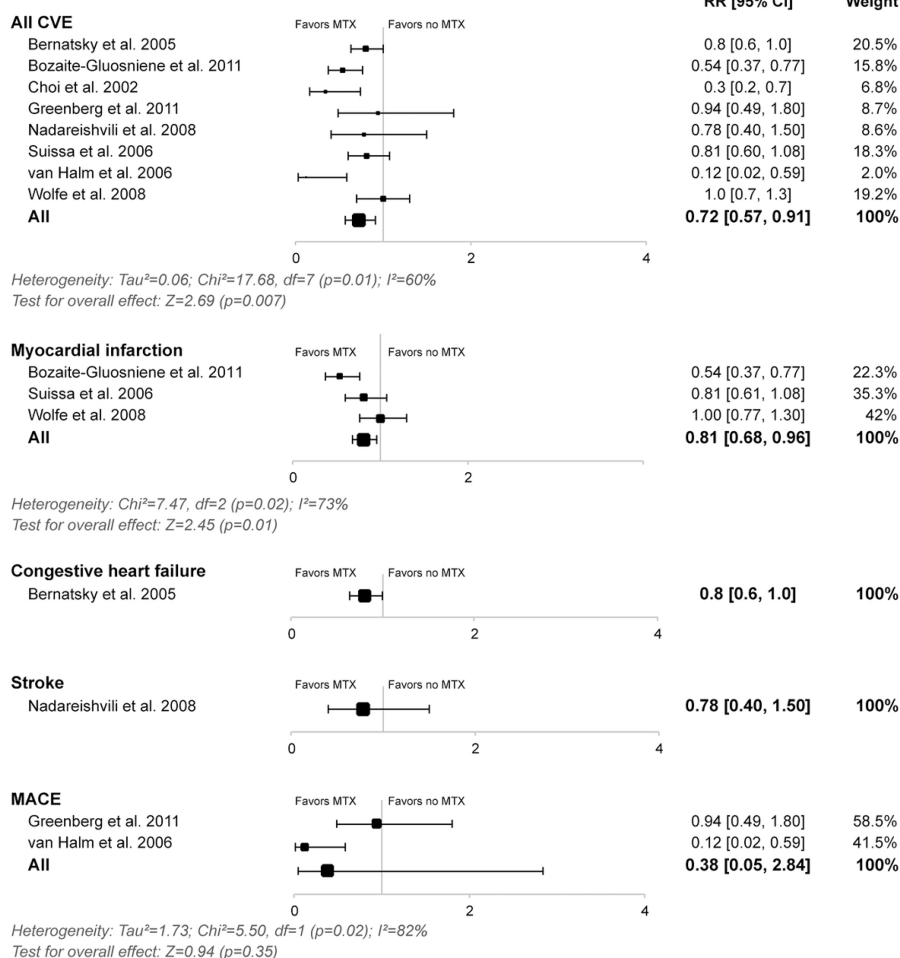 RR [95% CI] Weight
All CVE Favors MTX Favors no MTX
Bernatsky et al. 2005 0.8 [0.6, 1.0] 20.5%
Bozaite-Gluosniene et al. 2011 0.54 [0.37, 0.77] 15.8%
Choi et al. 2002 0.3 [0.2, 0.7] 6.8%
Greenberg et al. 2011 0.94 [0.49, 1.80] 8.7%
Nadareishvili et al. 2008 0.78 [0.40, 1.50] 8.6%
Suissa et al. 2006 0.81 [0.60, 1.08] 18.3%
van Halm et al. 2006 0.12 [0.02, 0.59] 2.0%
Wolfe et al. 2008 1.0 [0.7, 1.3] 19.2%
All 0.72 [0.57, 0.91] 100%
0 2 4
Heterogeneity: Tau²=0.06; Chi²=17.68, df=7 (p=0.01); I²=60%
Test for overall effect: Z=2.69 (p=0.007)
Myocardial infarction Favors MTX Favors no MTX
Bozaite-Gluosniene et al. 2011 0.54 [0.37, 0.77] 22.3%
Suissa et al. 2006 0.81 [0.61, 1.08] 35.3%
Wolfe et al. 2008 1.00 [0.77, 1.30] 42%
All 0.81 [0.68, 0.96] 100%
0 2
Heterogeneity: Chi²=7.47, df=2 (p=0.02); I²=73%
Test for overall effect: Z=2.45 (p=0.01)
Congestive heart failure Favors MTX Favors no MTX
Bernatsky et al. 2005 0.8 [0.6, 1.0] 100%
0 2 4
Stroke Favors MTX Favors no MTX
Nadareishvili et al. 2008 0.78 [0.40, 1.50] 100%
0 2 4
MACE Favors MTX Favors no MTX
Greenberg et al. 2011 0.94 [0.49, 1.80] 58.5%
van Halm et al. 2006 0.12 [0.02, 0.59] 41.5%
All 0.38 [0.05, 2.84] 100%
0 2 4
Heterogeneity: Tau²=1.73; Chi²=5.50, df=1 (p=0.02); I²=82%
Test for overall effect: Z=0.94 (p=0.35)